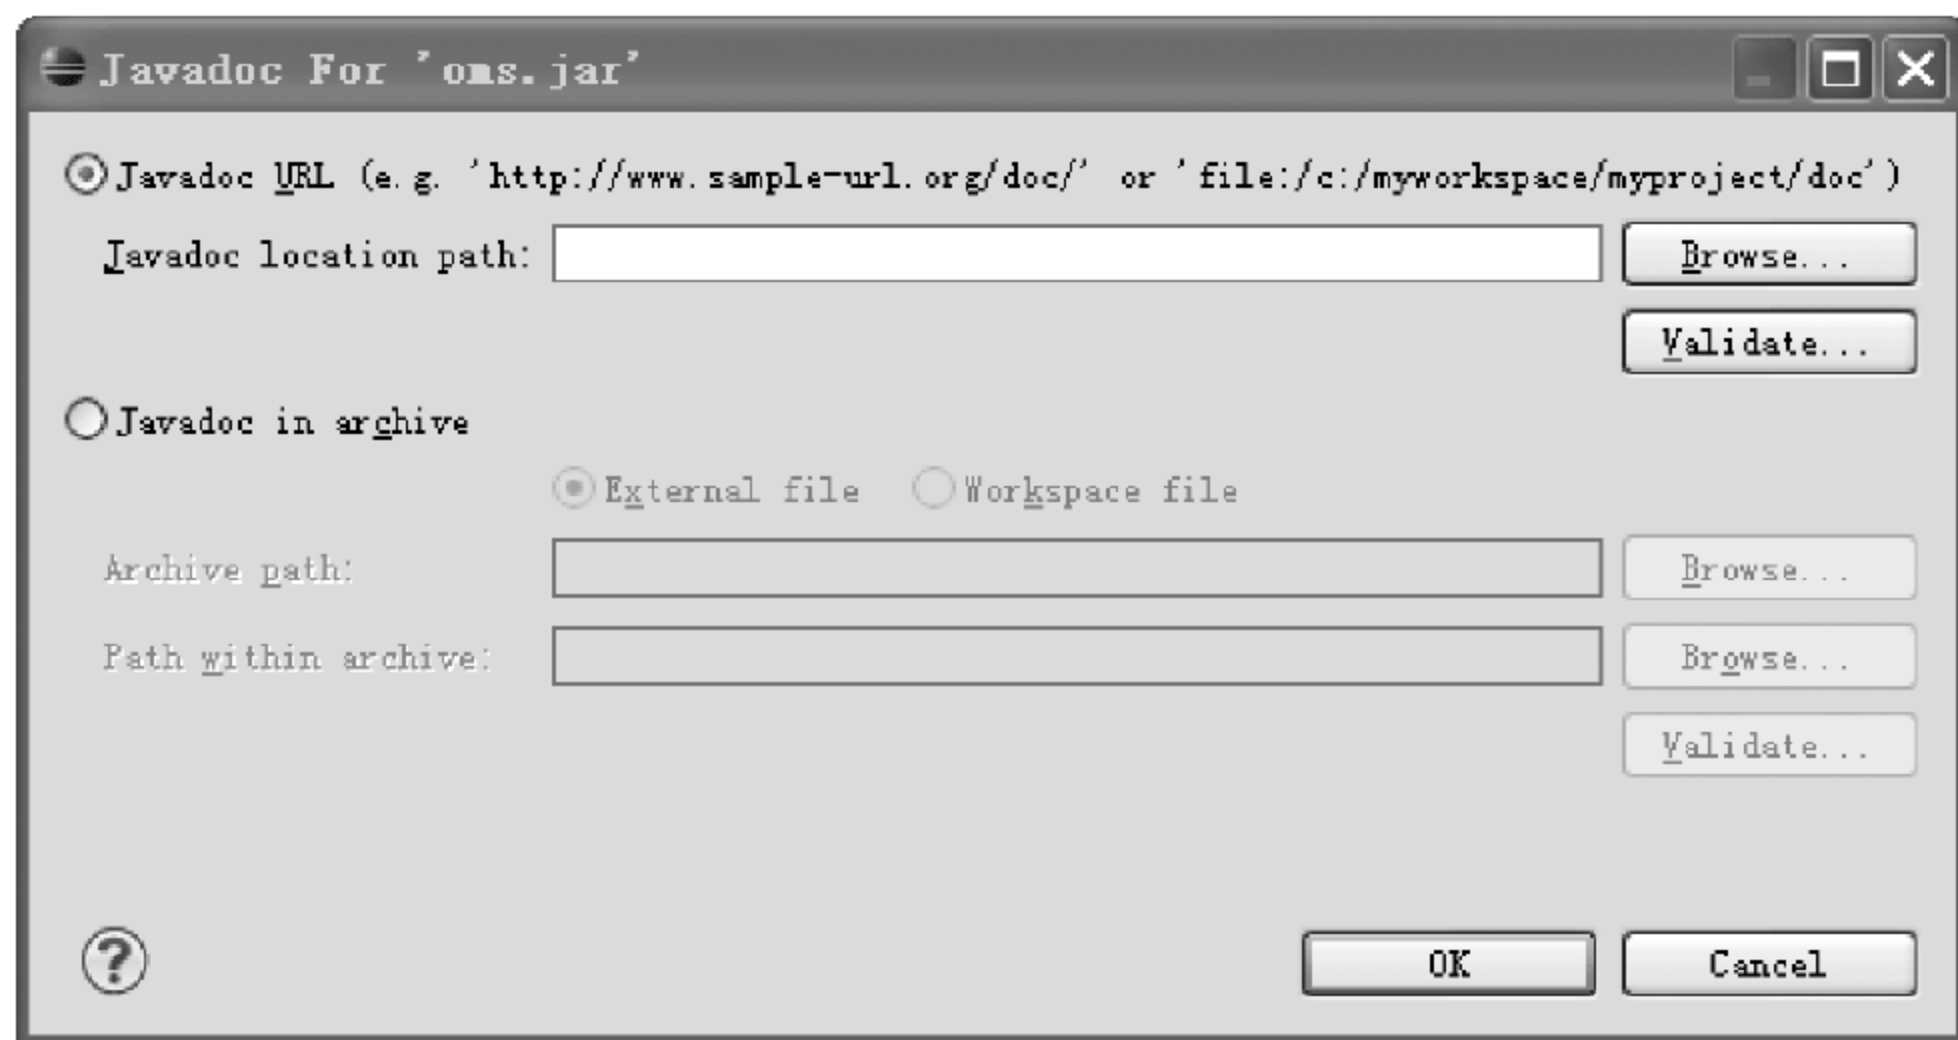 Javadoc For 'oms.jar'
Javadoc URL (e.g. 'http://www.sample-url.org/doc/' or 'file:/c:/myworkspace/myproject/doc')
Javadoc location path: Browse...
Validate...
Javadoc in archive
External file Workspace file
Archive path: Browse...
Path within archive: Browse...
Validate...
? OK Cancel